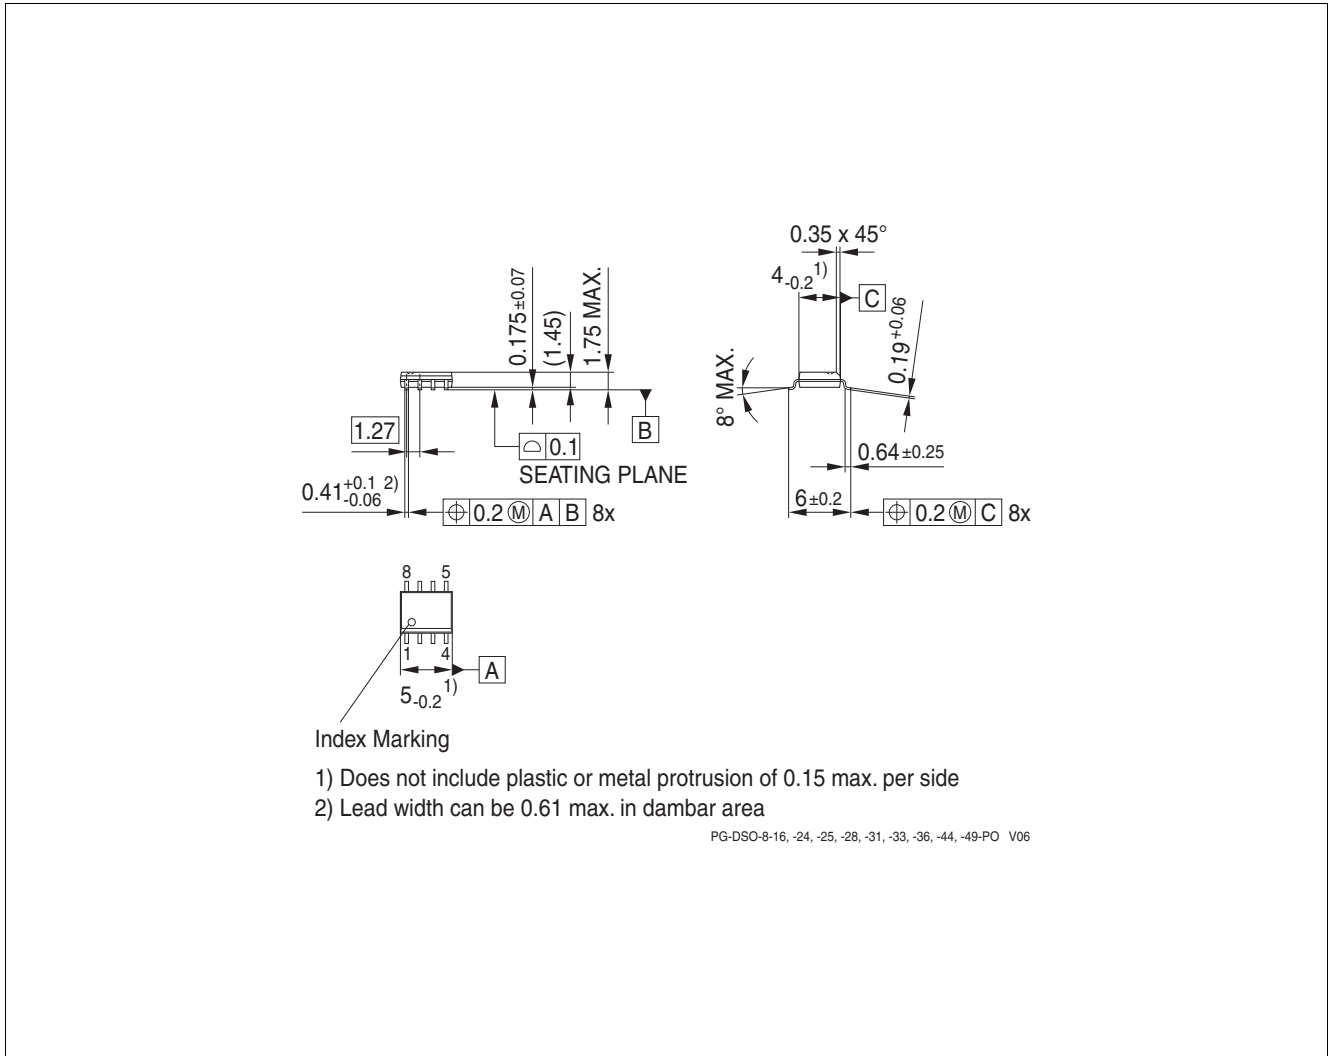 0.35 x 45°
4-0.2 1)
C
0.175±0.07
(1.45)
1.75 MAX.
8° MAX.
0.19+0.06
1.27
B
0.1
SEATING PLANE
0.64±0.25
0.41+0.1 -0.06 2)
0.2 Ⓜ A B 8x
6±0.2
0.2 Ⓜ C 8x
8 5
1 4
A
5-0.2 1)
Index Marking
1) Does not include plastic or metal protrusion of 0.15 max. per side
2) Lead width can be 0.61 max. in dambar area
PG-DSO-8-16, -24, -25, -28, -31, -33, -36, -44, -49-PO V06